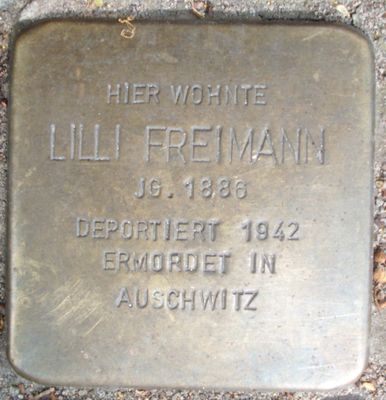 HIER WOHNTE
LILLI FREIMANN
JG. 1886
DEPORTIERT 1942
ERMORDET IN
AUSCHWITZ